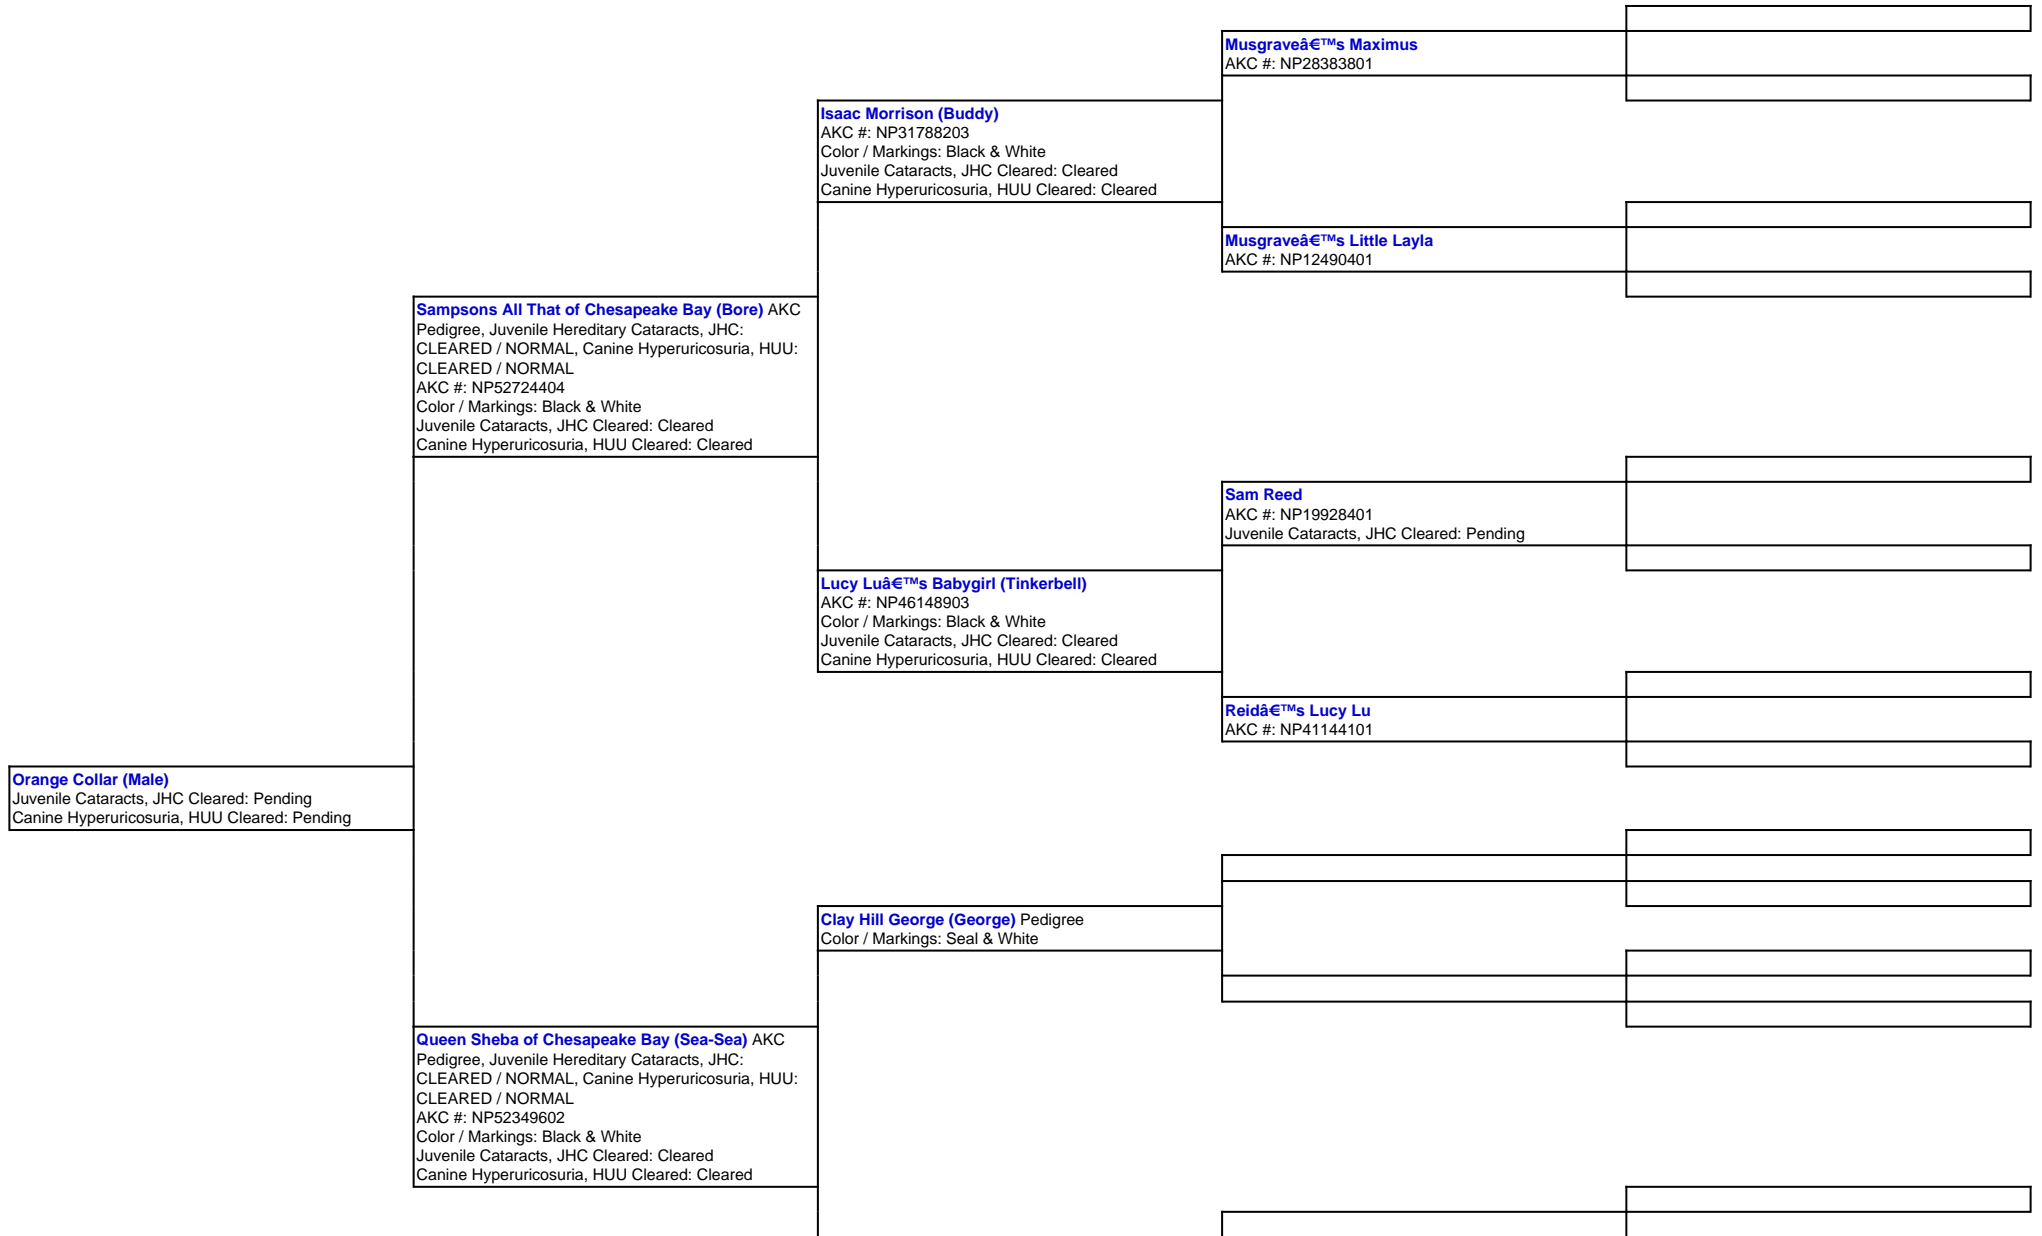 Musgraveâ€™s Maximus
AKC #: NP28383801
Isaac Morrison (Buddy)
AKC #: NP31788203
Color / Markings: Black & White
Juvenile Cataracts, JHC Cleared: Cleared
Canine Hyperuricosuria, HUU Cleared: Cleared
Musgraveâ€™s Little Layla
AKC #: NP12490401
Sampsons All That of Chesapeake Bay (Bore) AKC
Pedigree, Juvenile Hereditary Cataracts, JHC:
CLEARED / NORMAL, Canine Hyperuricosuria, HUU:
CLEARED / NORMAL
AKC #: NP52724404
Color / Markings: Black & White
Juvenile Cataracts, JHC Cleared: Cleared
Canine Hyperuricosuria, HUU Cleared: Cleared
Sam Reed
AKC #: NP19928401
Juvenile Cataracts, JHC Cleared: Pending
Lucy Luâ€™s Babygirl (Tinkerbell)
AKC #: NP46148903
Color / Markings: Black & White
Juvenile Cataracts, JHC Cleared: Cleared
Canine Hyperuricosuria, HUU Cleared: Cleared
Reidâ€™s Lucy Lu
AKC #: NP41144101
Orange Collar (Male)
Juvenile Cataracts, JHC Cleared: Pending
Canine Hyperuricosuria, HUU Cleared: Pending
Clay Hill George (George) Pedigree
Color / Markings: Seal & White
Queen Sheba of Chesapeake Bay (Sea-Sea) AKC
Pedigree, Juvenile Hereditary Cataracts, JHC:
CLEARED / NORMAL, Canine Hyperuricosuria, HUU:
CLEARED / NORMAL
AKC #: NP52349602
Color / Markings: Black & White
Juvenile Cataracts, JHC Cleared: Cleared
Canine Hyperuricosuria, HUU Cleared: Cleared